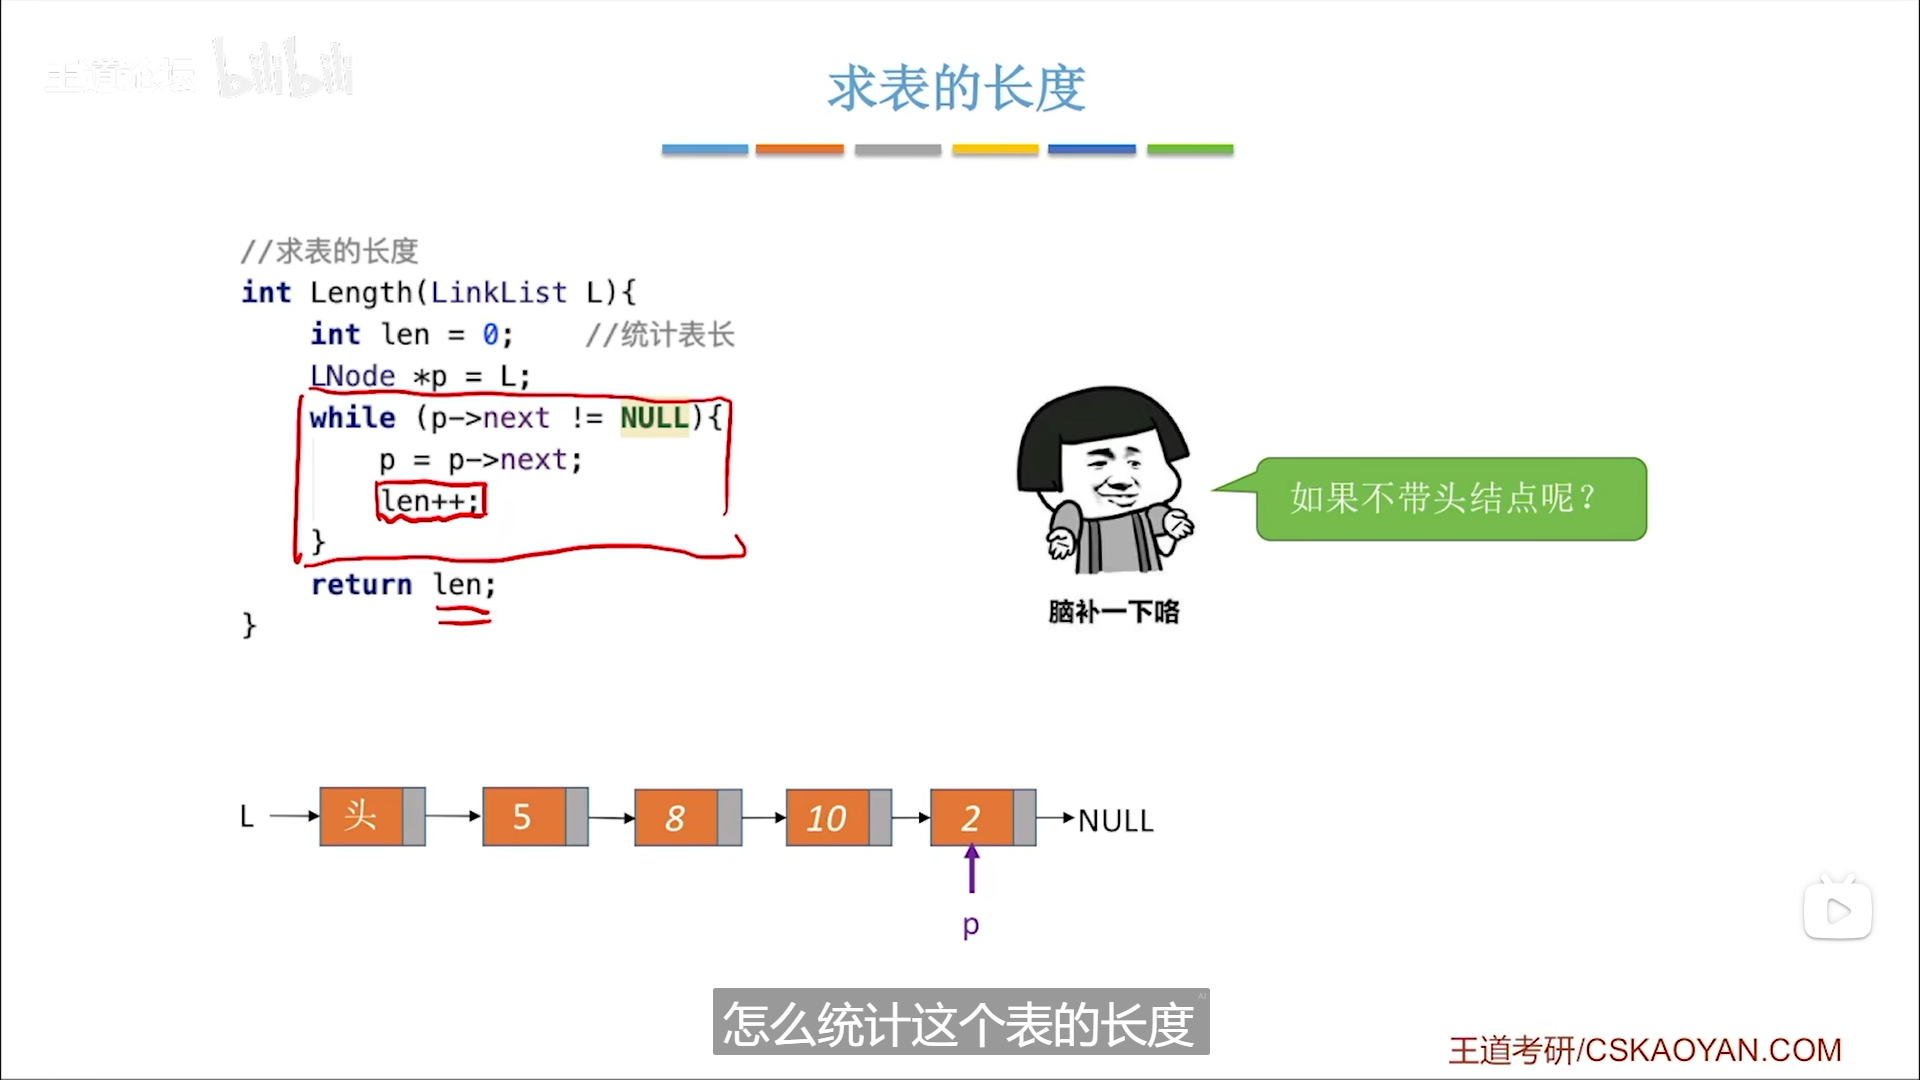 王道论坛 bilibili
求表的长度
//求表的长度
int Length(LinkList L){
    int len = 0;    //统计表长
    LNode *p = L;
    while (p->next != NULL){
        p = p->next;
        len++;
    }
    return len;
}
如果不带头结点呢？
脑补一下咯
L 头 5 8 10 2 NULL
p
怎么统计这个表的长度
AI
王道考研/CSKAOYAN.COM